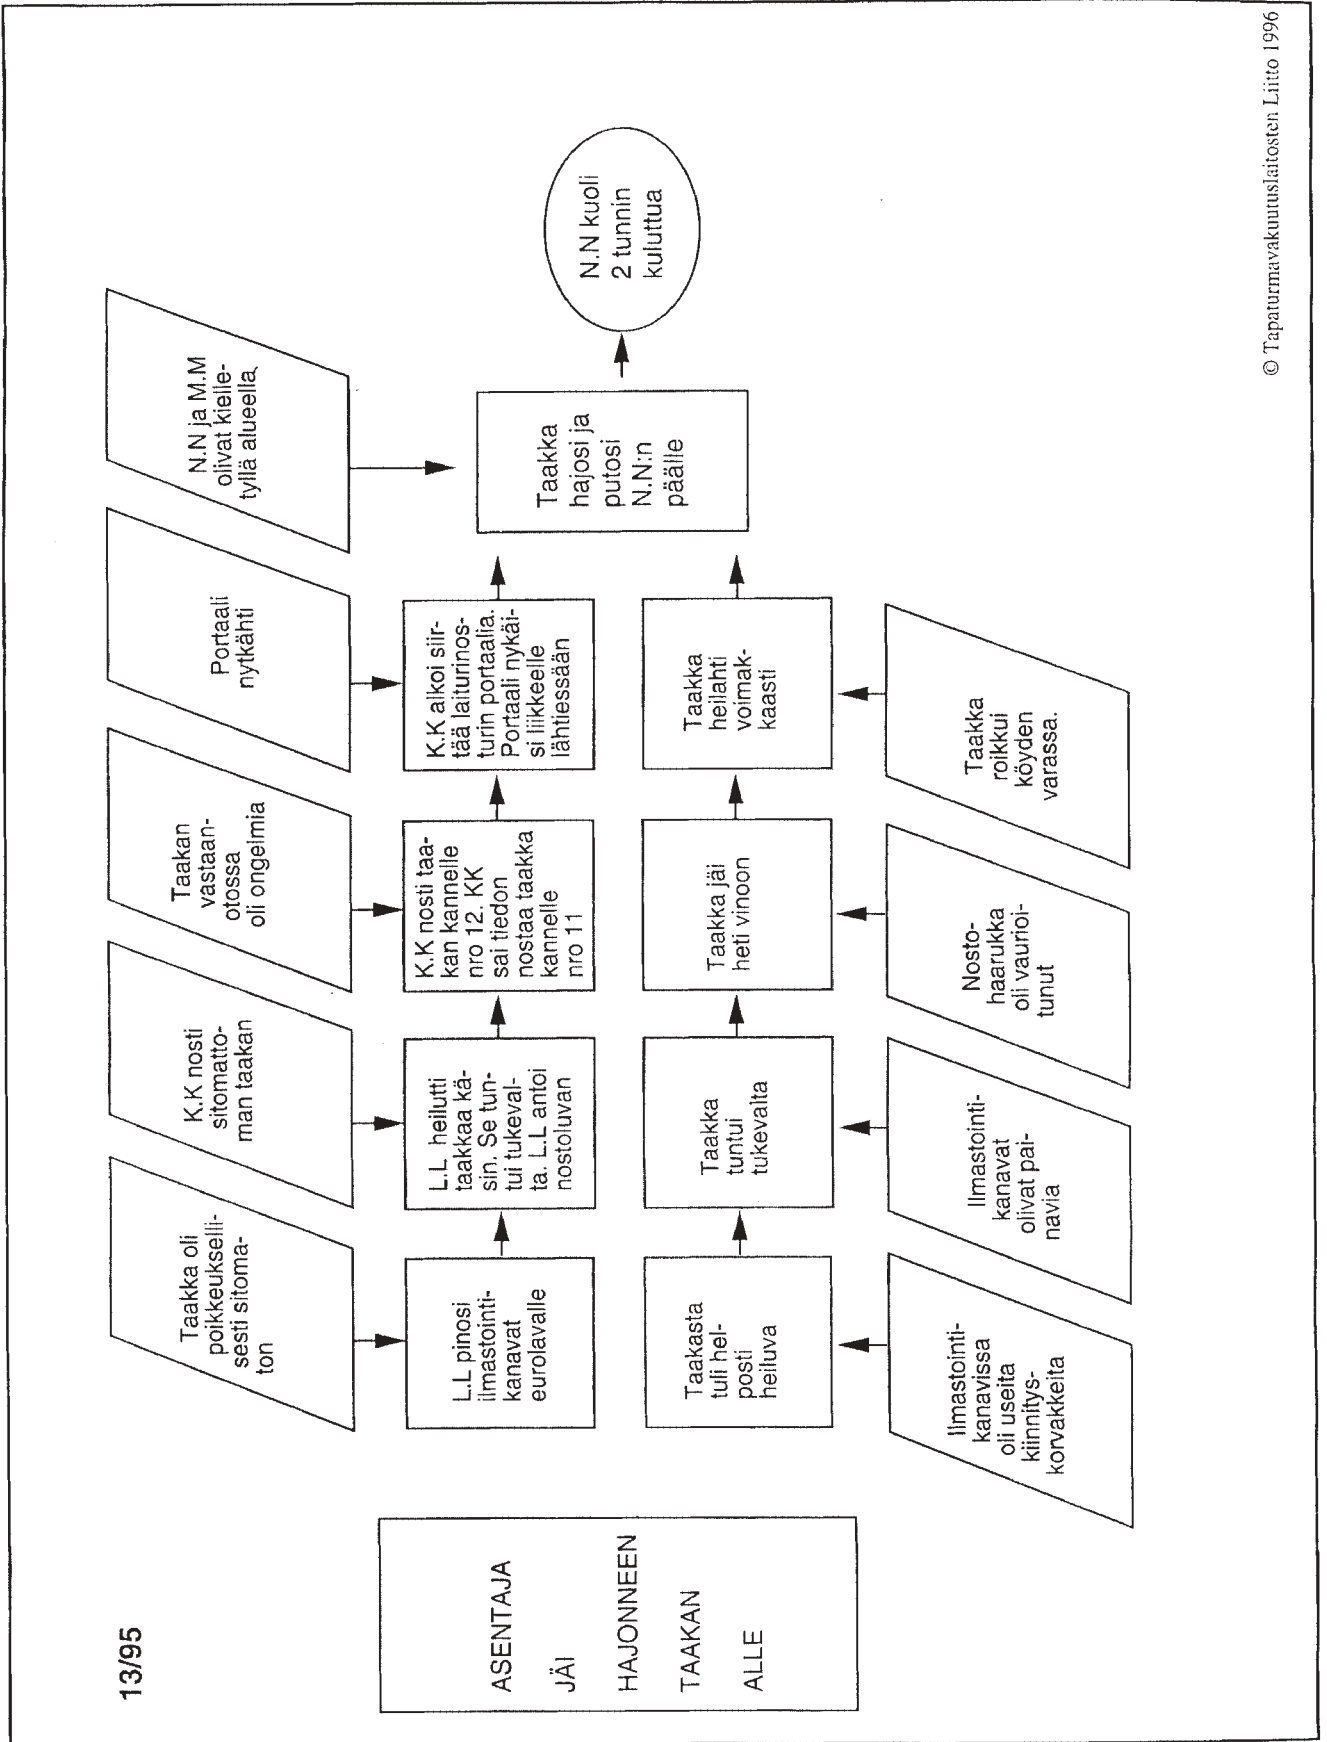 13/95
ASENTAJA
JÄI
HAJONNEEN
TAAKAN
ALLE
Taakka oli
poikkeukselli-
sesti sitoma-
ton
K.K nosti
sitomatto-
man taakan
Taakan
vastaan-
otossa
oli ongelmia
Portaali
nytkähti
N.N ja M.M
olivat kielle-
tyllä alueella
L.L pinosi
ilmastointi-
kanavat
eurolavalle
L.L heilutti
taakkaa kä-
sin. Se tun-
tui tukeval-
ta. L.L antoi
nostoluvan
K.K nosti taa-
kan kannelle
nro 12. KK
sai tiedon
nostaa taakka
kannelle
nro 11
K.K alkoi siir-
tää laiturinos-
turin portaalia.
Portaali nykäi-
si liikkeelle
lähtiessään
Taakka
hajosi ja
putosi
N.N:n
päälle
N.N kuoli
2 tunnin
kuluttua
Taakasta
tuli hel-
posti
heiluva
Taakka
tuntui
tukevalta
Taakka jäi
heti vinoon
Taakka
heilahti
voimak-
kaasti
Ilmastointi-
kanavissa
oli useita
kiinnitys-
korvakkeita
Ilmastointi-
kanavat
olivat pai-
navia
Nosto-
haarukka
oli vaurioi-
tunut
Taakka
roikkui
köyden
varassa.
© Tapaturmavakuutuslaitosten Liitto 1996